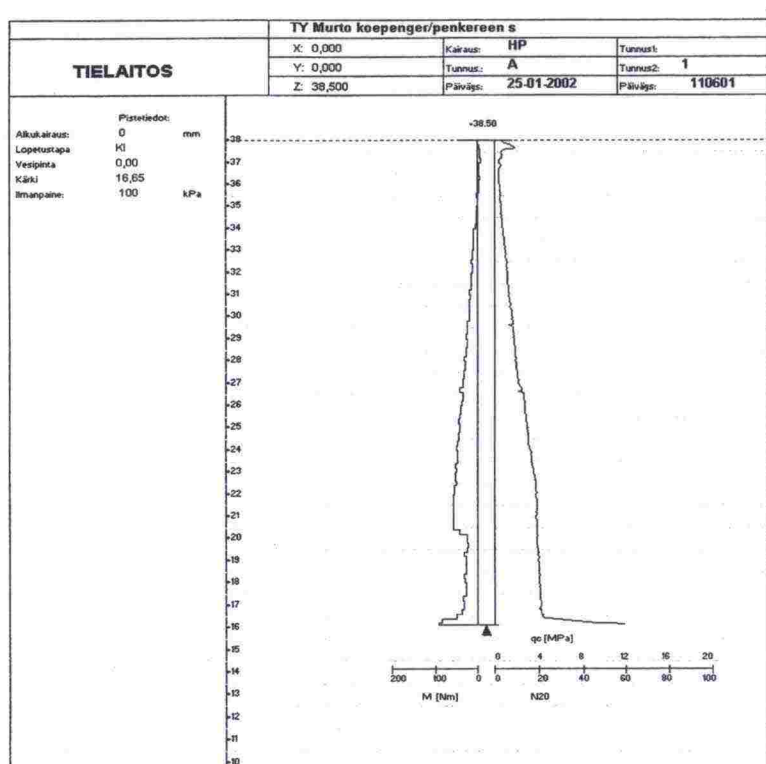 TY Murto koepenger/penkereen s
TIELAITOS
X: 0,000
Kairaus: HP
Tunnus1:
Y: 0,000
Tunnus.: A
Tunnus2: 1
Z: 38,500
Päiväys: 25-01-2002
Päiväys: 110601
Pistetiedot:
Alkukairaus: 0 mm
Lopetustapa KI
Vesipinta 0,00
Kärki 16,65
Ilmanpaine: 100 kPa
+38.50
+38
+37
+36
+35
+34
+33
+32
+31
+30
+29
+28
+27
+26
+25
+24
+23
+22
+21
+20
+19
+18
+17
+16
+15
+14
+13
+12
+11
+10
qc [MPa]
0 4 8 12 16 20
200 100 0 0 20 40 60 80 100
M [Nm] N20